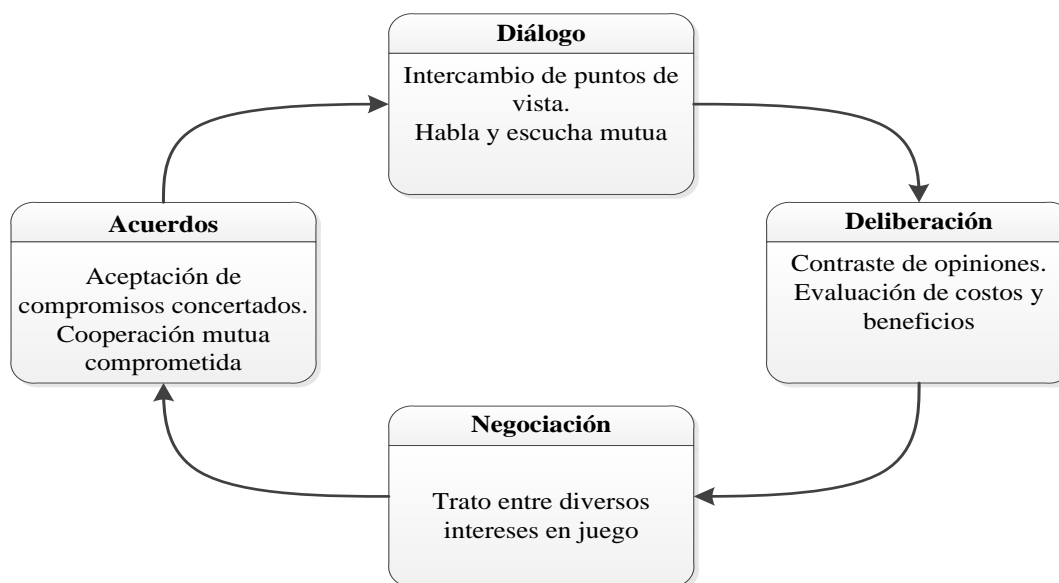 Diálogo
Intercambio de puntos de
vista.
Habla y escucha mutua
Deliberación
Contraste de opiniones.
Evaluación de costos y
beneficios
Negociación
Trato entre diversos
intereses en juego
Acuerdos
Aceptación de
compromisos concertados.
Cooperación mutua
comprometida